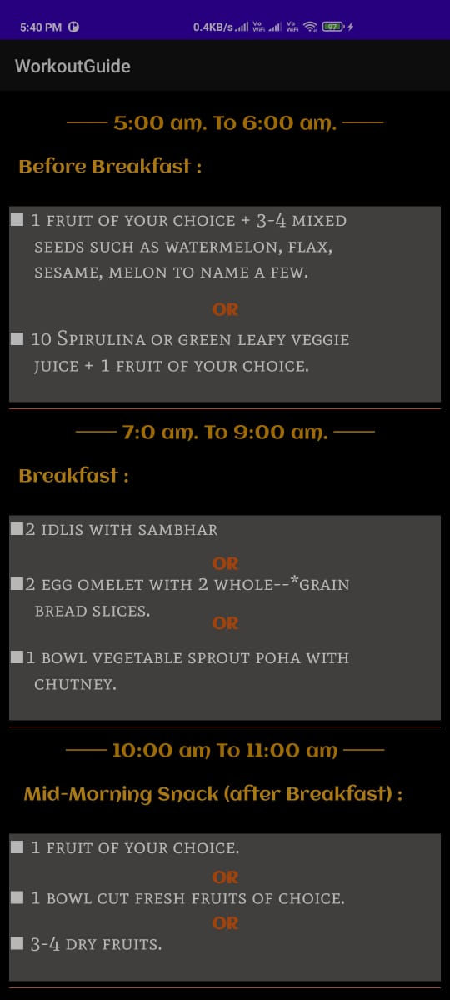 5:40 PM
0.4KB/s Vo WiFi Vo WiFi 97
WorkoutGuide
5:00 am. To 6:00 am.
Before Breakfast :
1 fruit of your choice + 3-4 mixed
seeds such as watermelon, flax,
sesame, melon to name a few.
OR
10 Spirulina or green leafy veggie
juice + 1 fruit of your choice.
7:0 am. To 9:00 am.
Breakfast :
2 idlis with sambhar
OR
2 egg omelet with 2 whole--*grain
bread slices.
OR
1 bowl vegetable sprout poha with
chutney.
10:00 am To 11:00 am
Mid-Morning Snack (after Breakfast) :
1 fruit of your choice.
OR
1 bowl cut fresh fruits of choice.
OR
3-4 dry fruits.